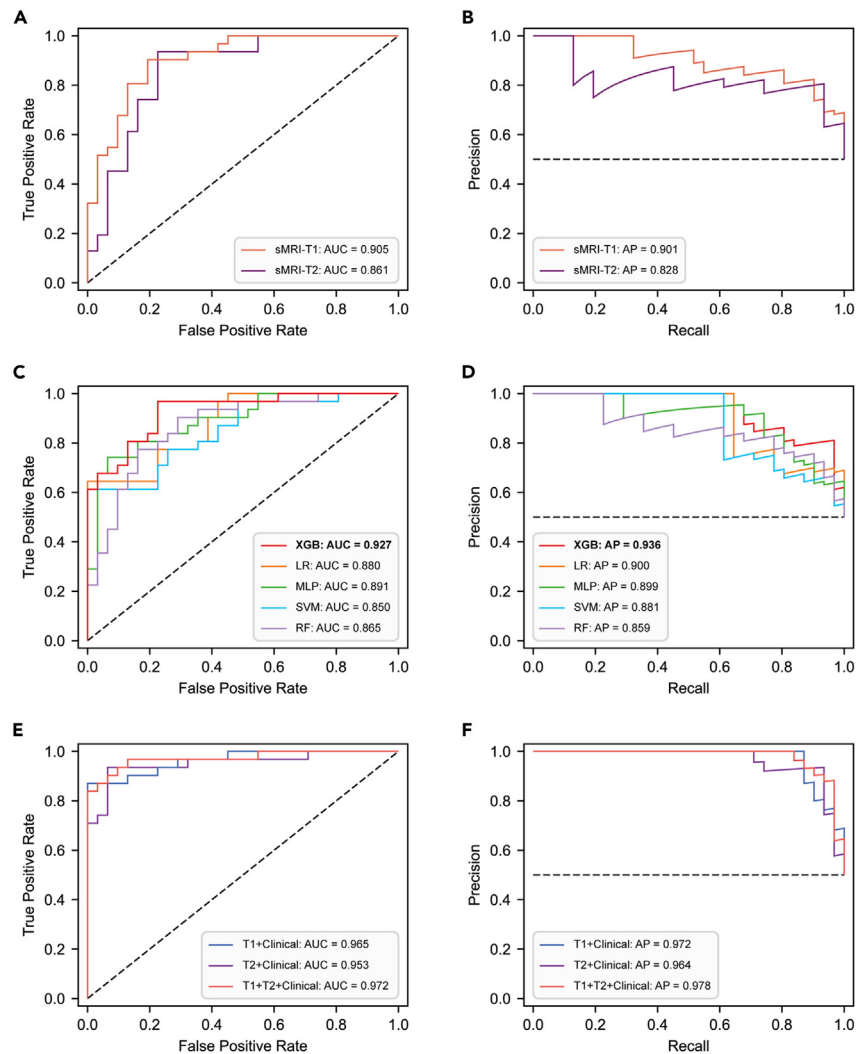 A
B
1.0
0.8
0.6
0.4
0.2
0.0
True Positive Rate
sMRI-T1: AUC = 0.905
sMRI-T2: AUC = 0.861
0.0 0.2 0.4 0.6 0.8 1.0
False Positive Rate
1.0
0.8
0.6
0.4
0.2
0.0
Precision
sMRI-T1: AP = 0.901
sMRI-T2: AP = 0.828
0.0 0.2 0.4 0.6 0.8 1.0
Recall
C
D
1.0
0.8
0.6
0.4
0.2
0.0
True Positive Rate
XGB: AUC = 0.927
LR: AUC = 0.880
MLP: AUC = 0.891
SVM: AUC = 0.850
RF: AUC = 0.865
0.0 0.2 0.4 0.6 0.8 1.0
False Positive Rate
1.0
0.8
0.6
0.4
0.2
0.0
Precision
XGB: AP = 0.936
LR: AP = 0.900
MLP: AP = 0.899
SVM: AP = 0.881
RF: AP = 0.859
0.0 0.2 0.4 0.6 0.8 1.0
Recall
E
F
1.0
0.8
0.6
0.4
0.2
0.0
True Positive Rate
T1+Clinical: AUC = 0.965
T2+Clinical: AUC = 0.953
T1+T2+Clinical: AUC = 0.972
0.0 0.2 0.4 0.6 0.8 1.0
False Positive Rate
1.0
0.8
0.6
0.4
0.2
0.0
Precision
T1+Clinical: AP = 0.972
T2+Clinical: AP = 0.964
T1+T2+Clinical: AP = 0.978
0.0 0.2 0.4 0.6 0.8 1.0
Recall